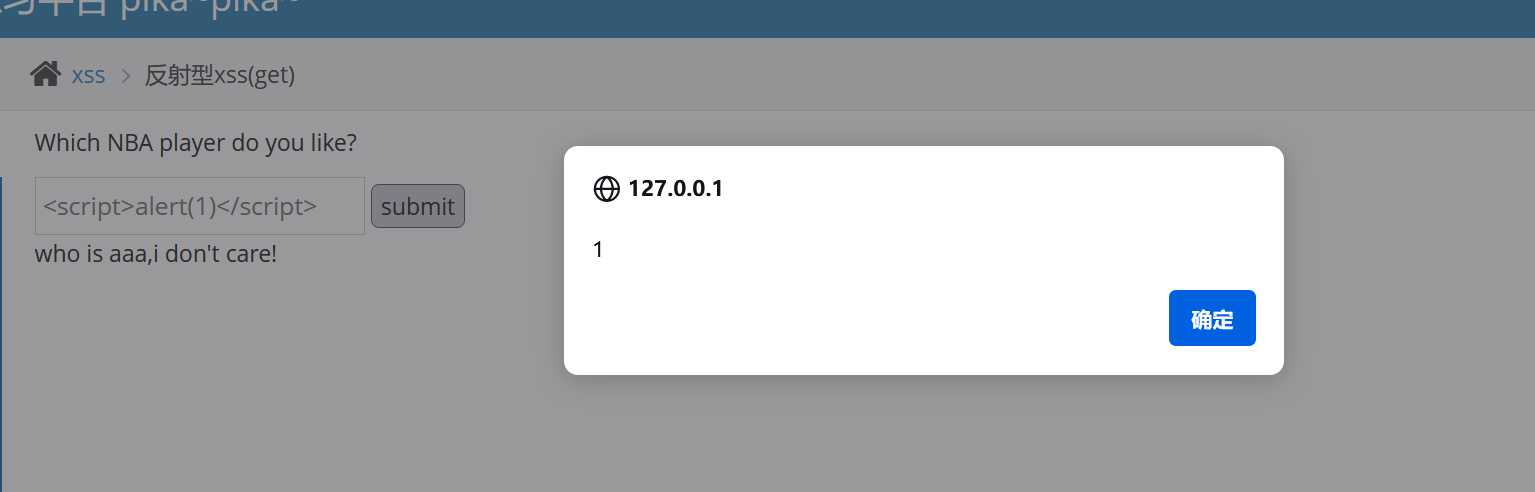 习平台 pika~pika~
xss > 反射型xss(get)
Which NBA player do you like?
<script>alert(1)</script> submit
who is aaa,i don't care!
127.0.0.1
1
确定